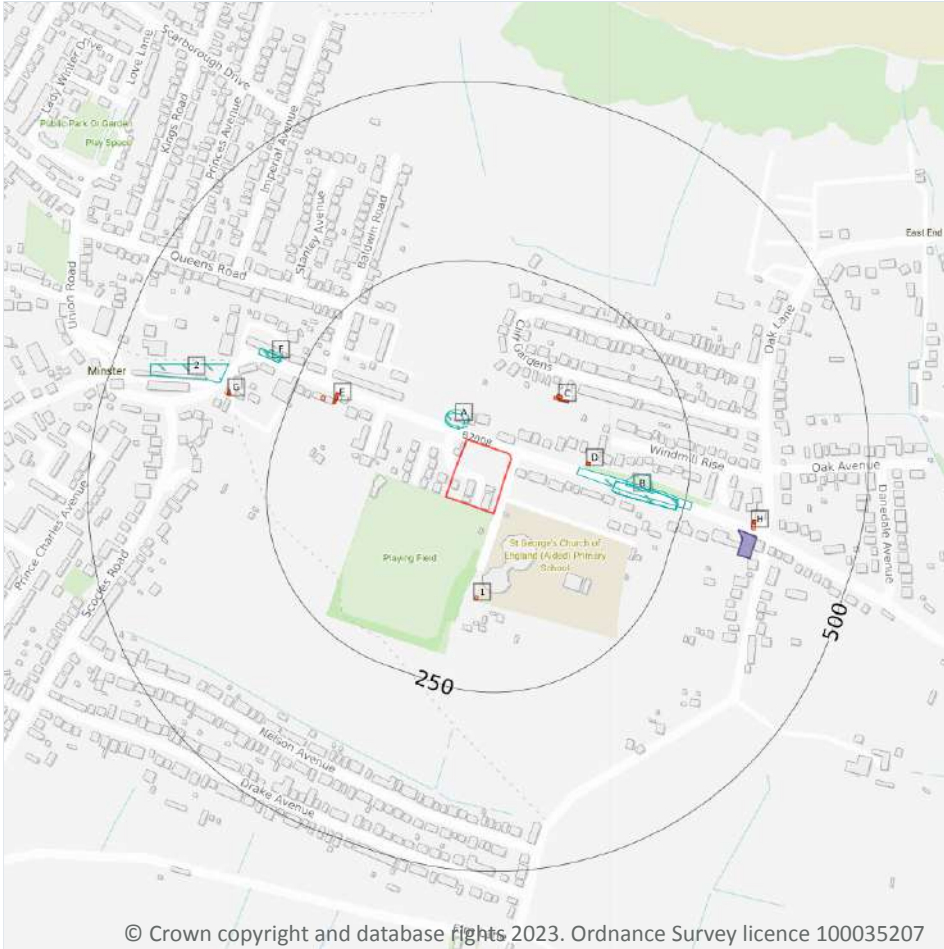 Scarborough Drive
Lady Winter Drive
Love Lane
Public Park Or Garden
Play Space
Kings Road
Princes Avenue
Imperial Avenue
Stanley Avenue
Baldwin Road
Queens Road
Union Road
East End
Oak Lane
Cliff Gardens
Minster
2
F
G
E
A
C
B2008
D
Windmill Rise
Oak Avenue
B
Danedale Avenue
H
Prince Charles Avenue
Scocles Road
Playing Field
St George's Church of
England (Aided) Primary
School
1
250
500
Nelson Avenue
Drake Avenue
© Crown copyright and database rights 2023. Ordnance Survey licence 100035207